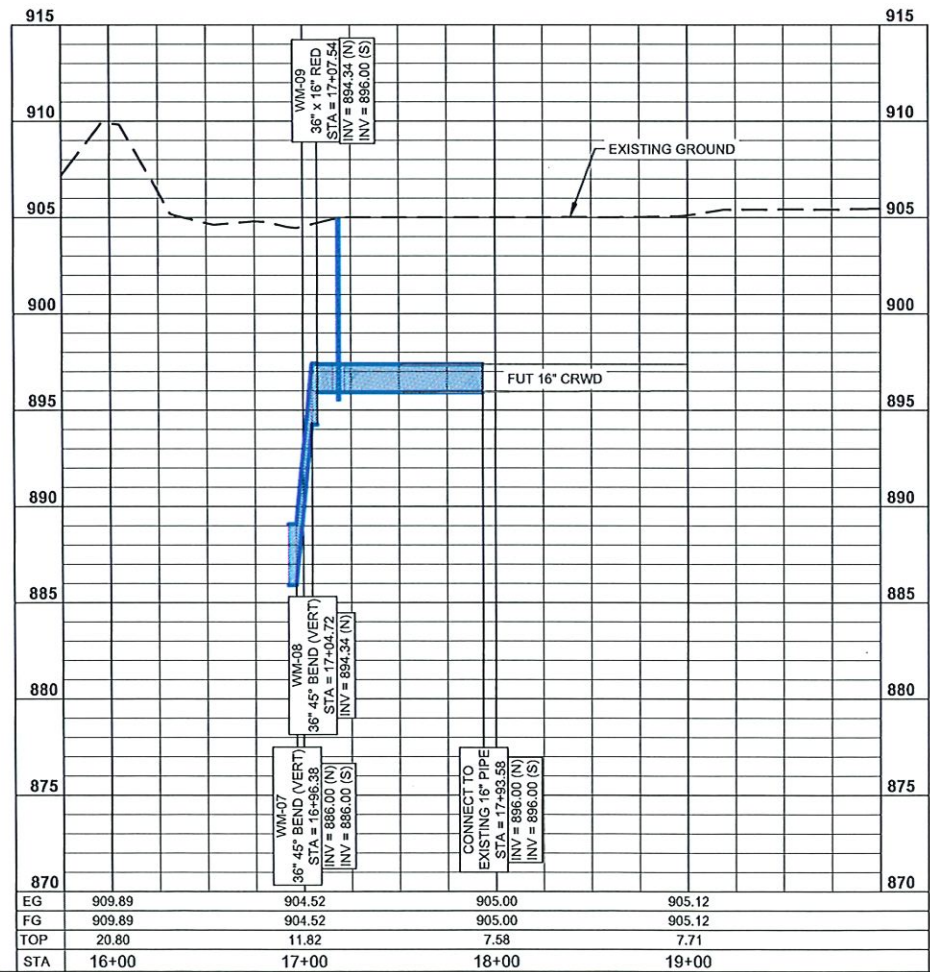 915
915
WM-09
36" x 16" RED
STA = 17+07.54
INV = 894.34 (N)
INV = 896.00 (S)
910
910
EXISTING GROUND
905
905
900
900
FUT 16" CRWD
895
895
890
890
885
885
WM-08
36" 45° BEND (VERT)
STA = 17+04.72
INV = 894.34 (N)
880
880
WM-07
36" 45° BEND (VERT)
STA = 16+96.38
INV = 886.00 (N)
INV = 886.00 (S)
CONNECT TO
EXISTING 16" PIPE
STA = 17+93.58
INV = 896.00 (N)
INV = 896.00 (S)
875
875
870
870
EG 909.89 904.52 905.00 905.12
FG 909.89 904.52 905.00 905.12
TOP 20.80 11.82 7.58 7.71
STA 16+00 17+00 18+00 19+00